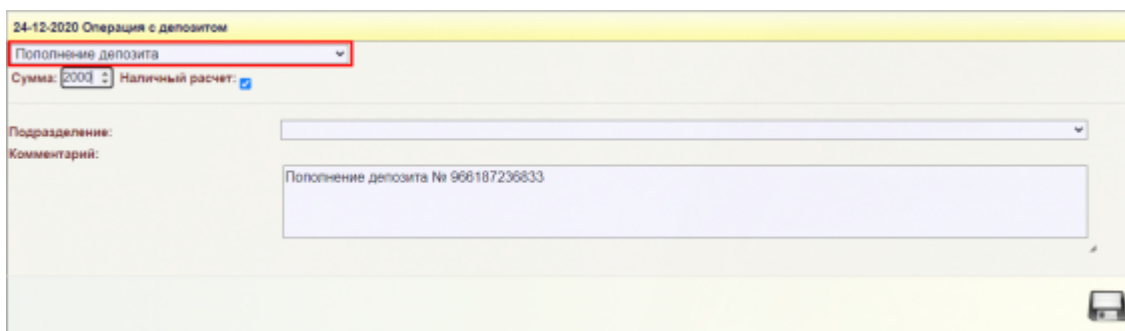 24-12-2020 Операция с депозитом
Пополнение депозита
Сумма: 2000 Наличный расчет:
Подразделение:
Комментарий:
Пополнение депозита № 966187236833